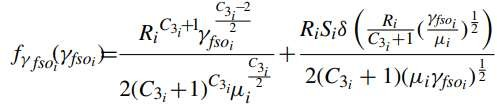 f_{γ_{fso_i}}(γ_{fso_i}) = \frac{R_i^{C_{3_i}+1} γ_{fso_i}^{\frac{C_{3_i}-2}{2}}}{2(C_{3_i}+1)^{C_{3_i}} μ_i^{\frac{C_{3_i}}{2}}} + \frac{R_i S_i δ\left(\frac{R_i}{C_{3_i}+1}(\frac{γ_{fso_i}}{μ_i})^{\frac{1}{2}}\right)}{2(C_{3_i}+1)(μ_i γ_{fso_i})^{\frac{1}{2}}}